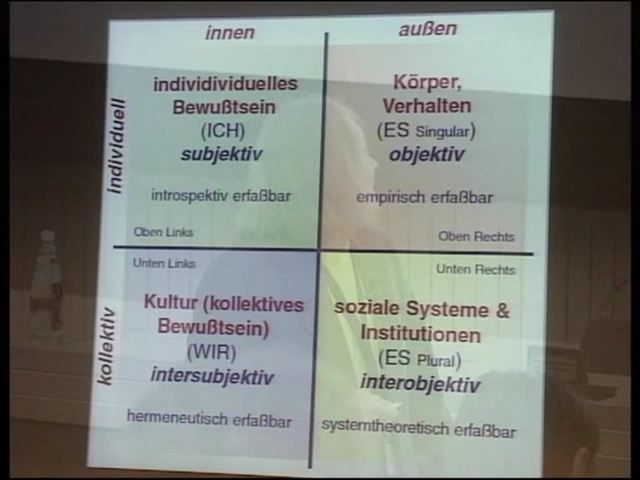 innen
außen
individuell
individividuelles
Bewußtsein
(ICH)
subjektiv
introspektiv erfaßbar
Oben Links
Körper,
Verhalten
(ES Singular)
objektiv
empirisch erfaßbar
Oben Rechts
kollektiv
Unten Links
Kultur (kollektives
Bewußtsein)
(WIR)
intersubjektiv
hermeneutisch erfaßbar
Unten Rechts
soziale Systeme &
Institutionen
(ES Plural)
interobjektiv
systemtheoretisch erfaßbar